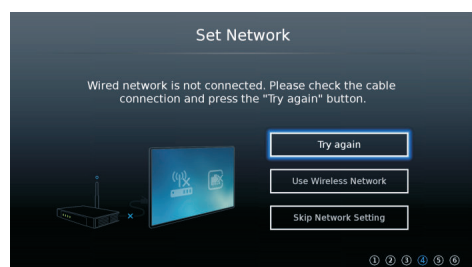 Set Network
Wired network is not connected. Please check the cable
connection and press the "Try again" button.
Try again
Use Wireless Network
Skip Network Setting
① ② ③ ④ ⑤ ⑥